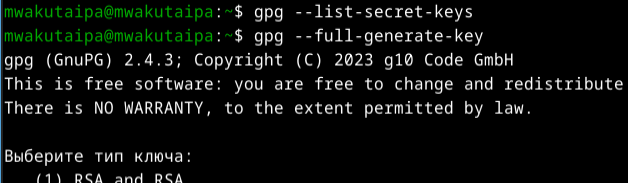 mwakutaipa@mwakutaipa:~$ gpg --list-secret-keys
mwakutaipa@mwakutaipa:~$ gpg --full-generate-key
gpg (GnuPG) 2.4.3; Copyright (C) 2023 g10 Code GmbH
This is free software: you are free to change and redistribute
There is NO WARRANTY, to the extent permitted by law.
Выберите тип ключа:
(1) RSA and RSA